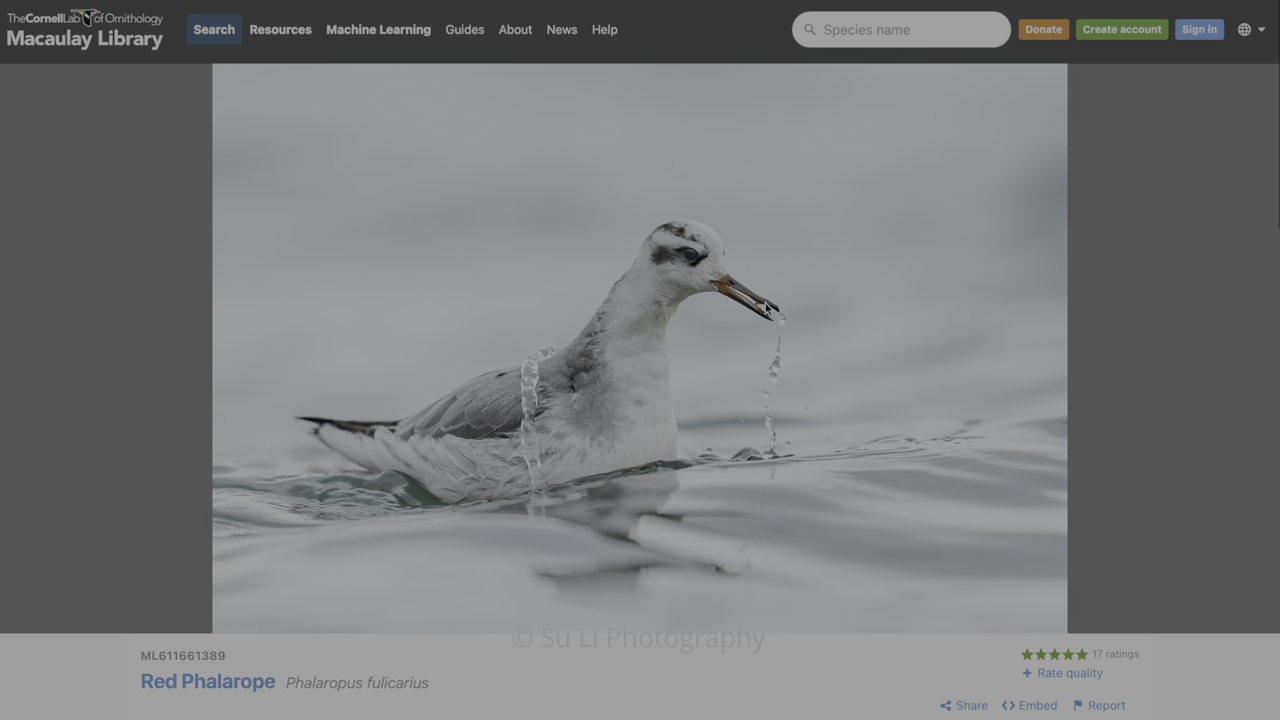 TheCornellLab of Ornithology
Macaulay Library
Search
Resources
Machine Learning
Guides
About
News
Help
Species name
Donate
Create account
Sign in
© Su Li Photography
ML611661389
17 ratings
Red Phalarope Phalaropus fulicarius
+ Rate quality
Share
Embed
Report